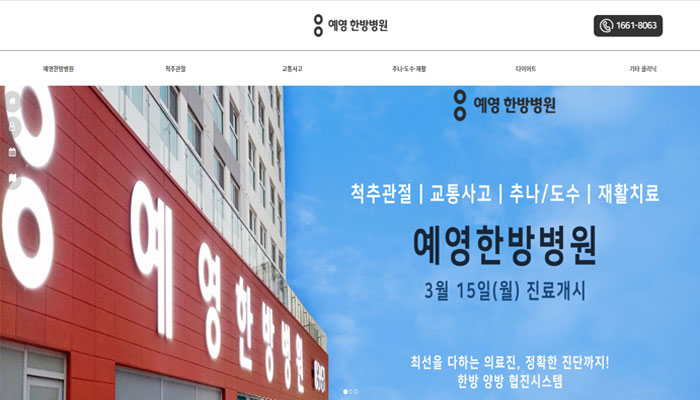 예영 한방병원
1661-8063
예영한방병원
척추관절
교통사고
추나·도수·재활
다이어트
기타 클리닉
예영 한방병원
척추관절 | 교통사고 | 추나/도수 | 재활치료
예영한방병원
3월 15일(월) 진료개시
최선을 다하는 의료진, 정확한 진단까지!
한방 양방 협진시스템
예영한방병원